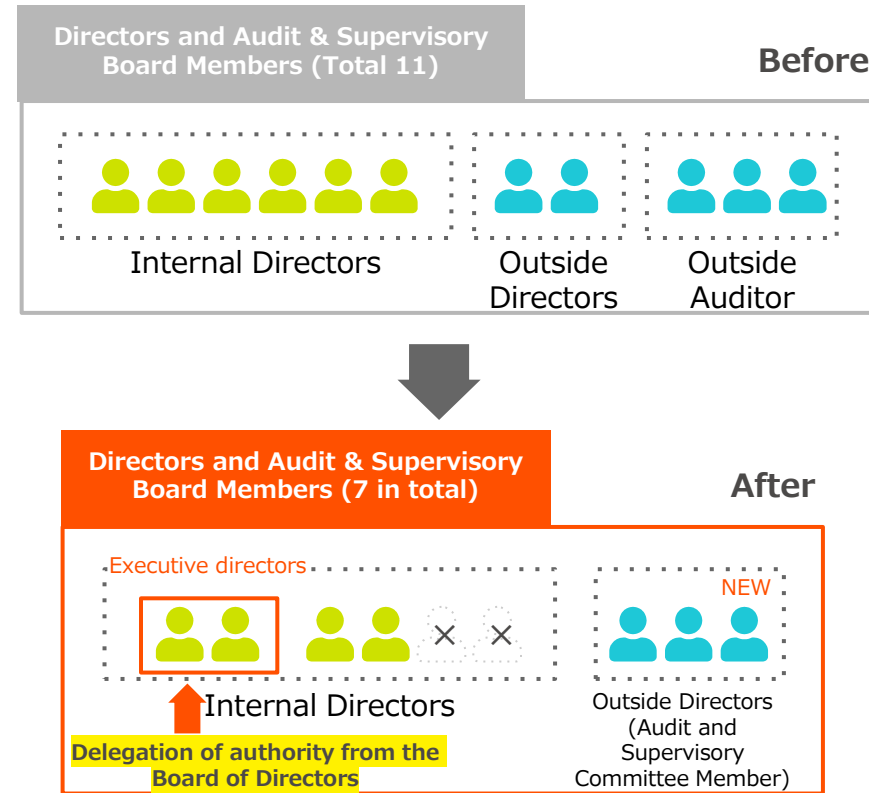 Directors and Audit & Supervisory
Board Members (Total 11)
Before
Internal Directors
Outside
Directors
Outside
Auditor
Directors and Audit & Supervisory
Board Members (7 in total)
After
Executive directors
NEW
Internal Directors
Delegation of authority from the
Board of Directors
Outside Directors
(Audit and
Supervisory
Committee Member)